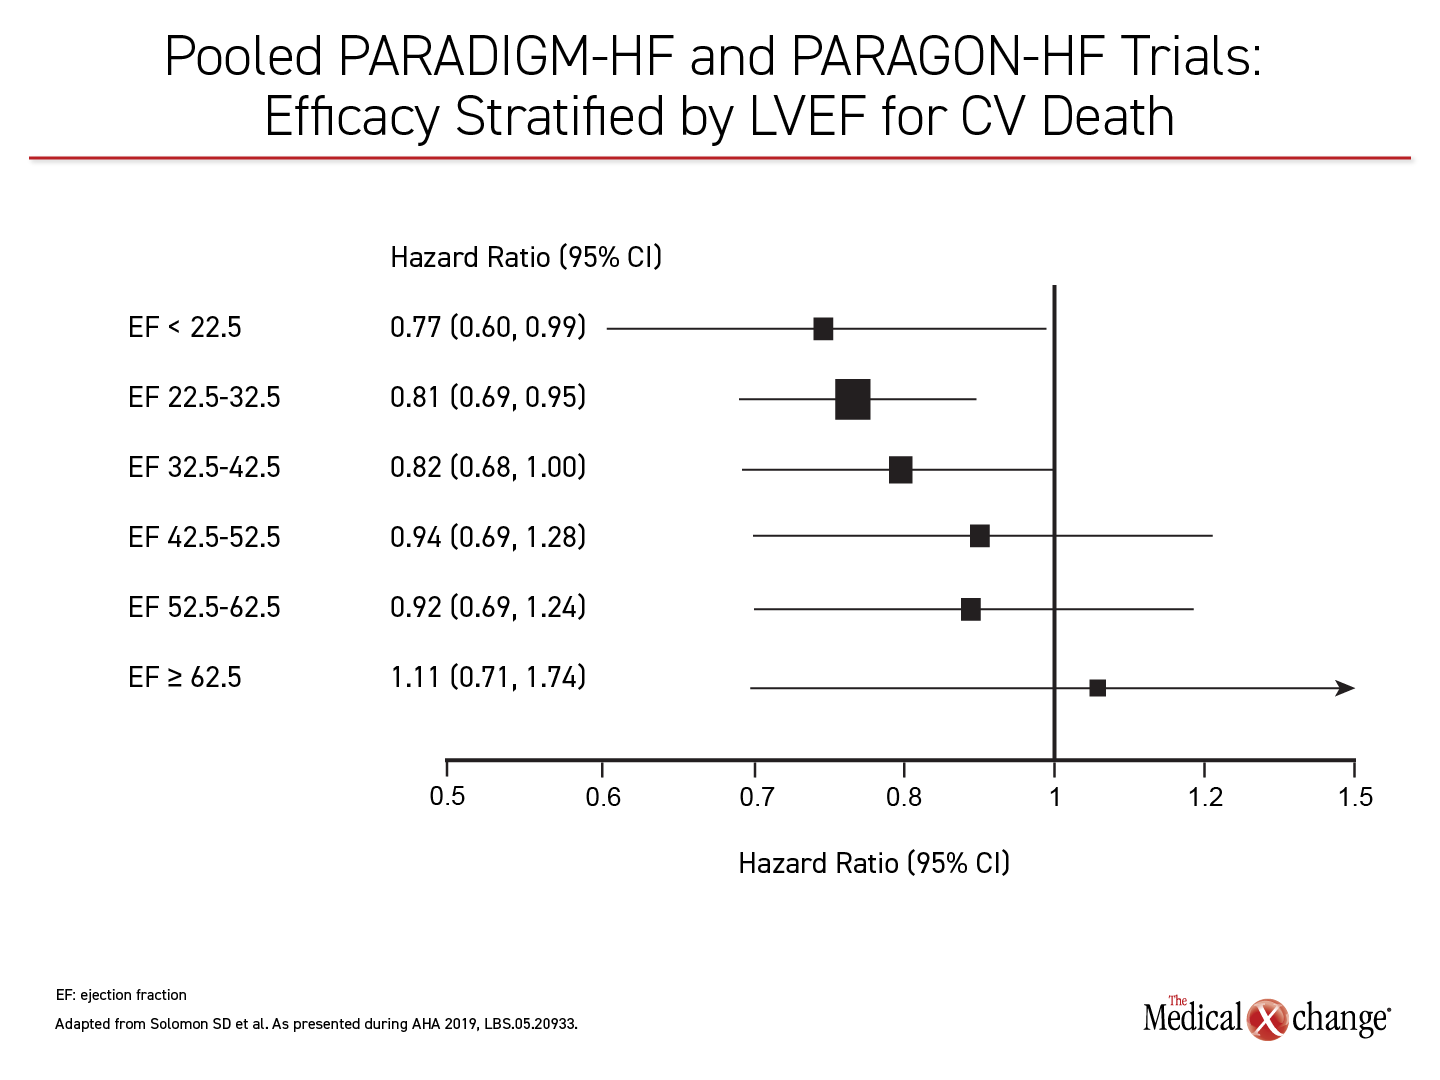 Pooled PARADIGM-HF and PARAGON-HF Trials:
Efficacy Stratified by LVEF for CV Death
Hazard Ratio (95% CI)
EF < 22.5 0.77 (0.60, 0.99)
EF 22.5-32.5 0.81 (0.69, 0.95)
EF 32.5-42.5 0.82 (0.68, 1.00)
EF 42.5-52.5 0.94 (0.69, 1.28)
EF 52.5-62.5 0.92 (0.69, 1.24)
EF ≥ 62.5 1.11 (0.71, 1.74)
0.5 0.6 0.7 0.8 1 1.2 1.5
Hazard Ratio (95% CI)
EF: ejection fraction
Adapted from Solomon SD et al. As presented during AHA 2019, LBS.05.20933.
The
Medical X change®